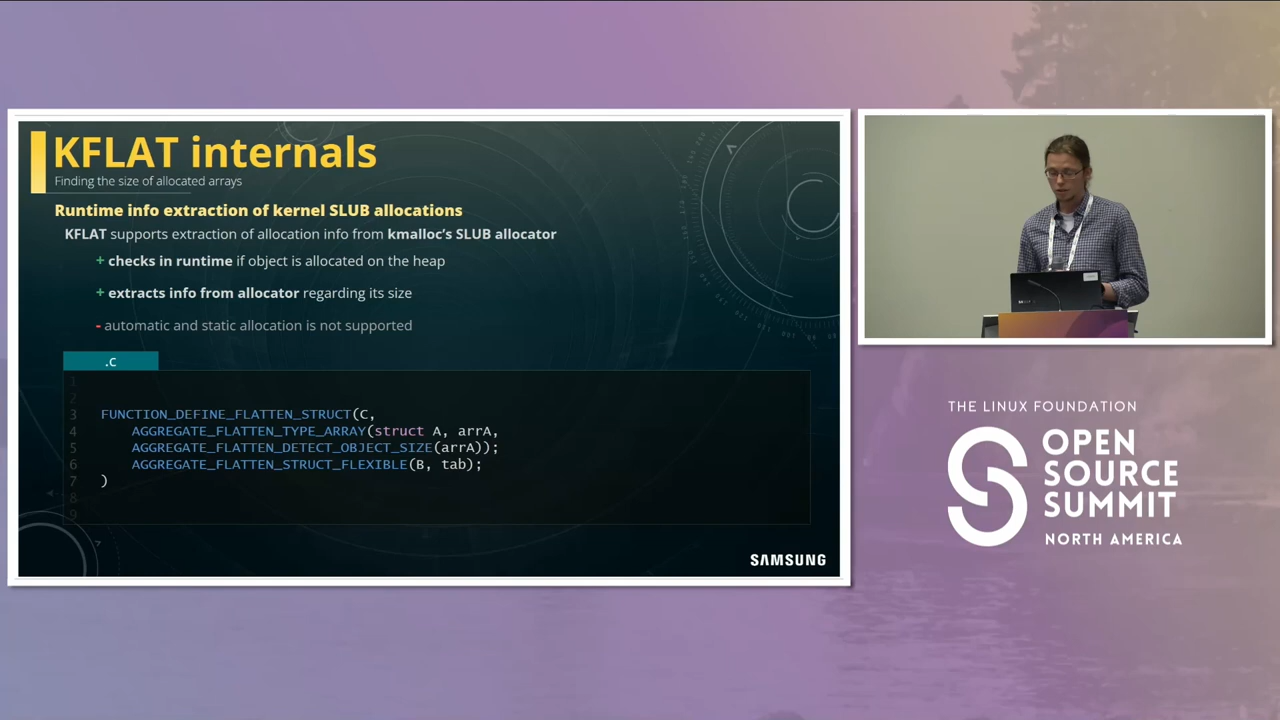 KFLAT internals
Finding the size of allocated arrays
Runtime info extraction of kernel SLUB allocations
KFLAT supports extraction of allocation info from kmalloc's SLUB allocator
+ checks in runtime if object is allocated on the heap
+ extracts info from allocator regarding its size
- automatic and static allocation is not supported
.c
1
2
3 FUNCTION_DEFINE_FLATTEN_STRUCT(C,
4 AGGREGATE_FLATTEN_TYPE_ARRAY(struct A, arrA,
5 AGGREGATE_FLATTEN_DETECT_OBJECT_SIZE(arrA));
6 AGGREGATE_FLATTEN_STRUCT_FLEXIBLE(B, tab);
7 )
8
9
SAMSUNG
THE LINUX FOUNDATION
OPEN
SOURCE
SUMMIT
NORTH AMERICA